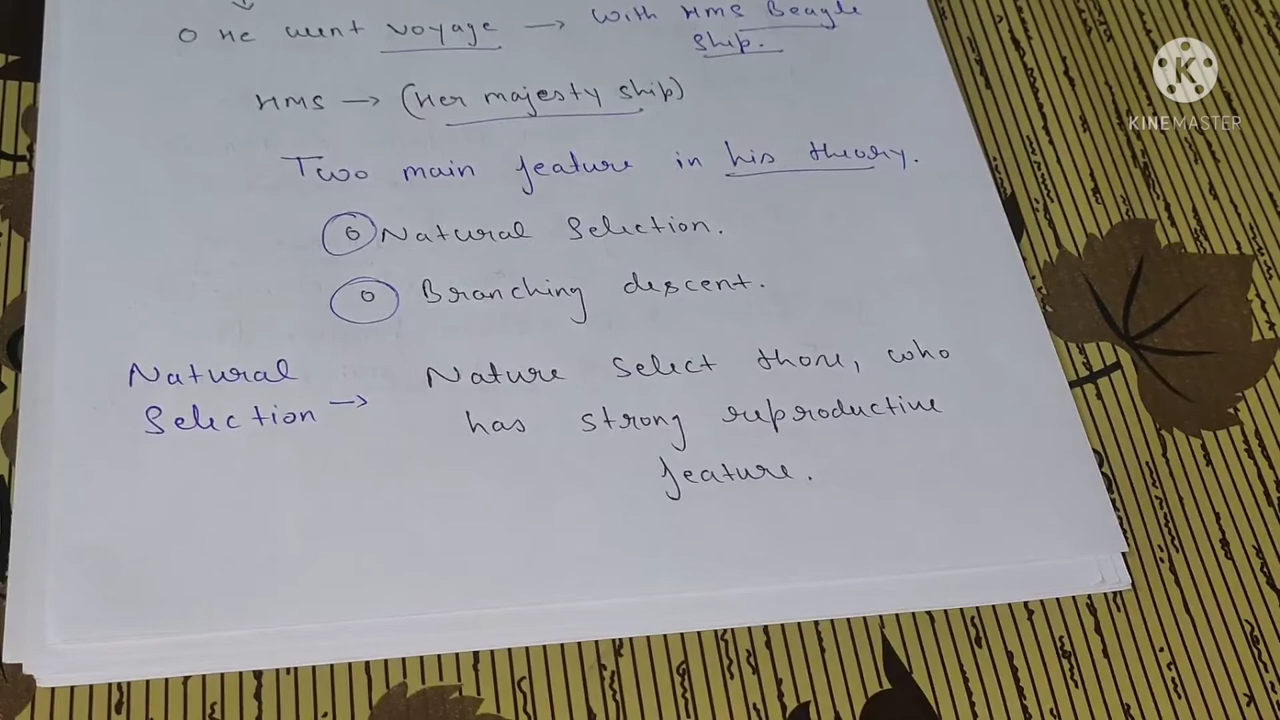 o He went voyage → with HMS Beagle
ship.
HMS → (Her majesty ship)
Two main feature in his theory.
o Natural Selection.
o Branching descent.
Natural
Selection → Nature Select those, who
has strong reproductive
feature.
K
KINEMASTER